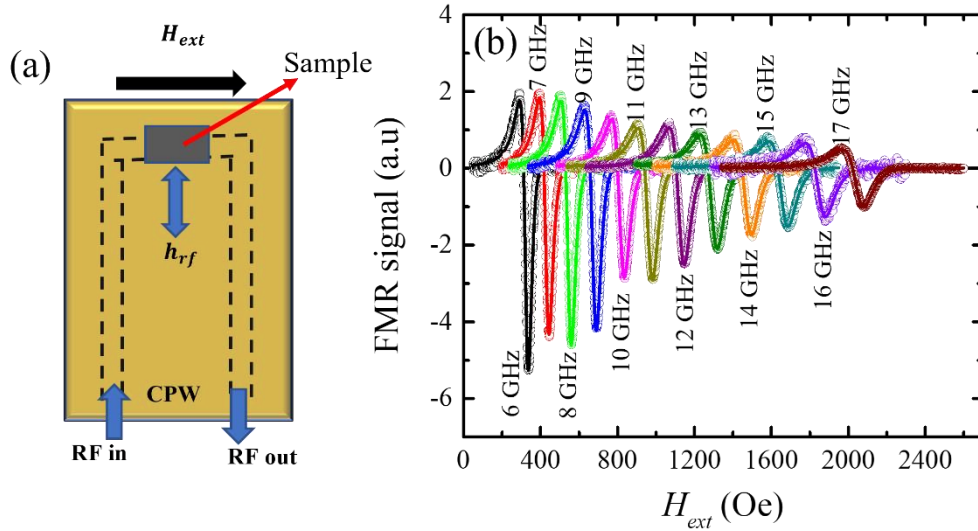 (a)
H_ext
Sample
h_rf
CPW
RF in
RF out
(b)
FMR signal (a.u)
4
2
0
-2
-4
-6
0
400
800
1200
1600
2000
2400
H_ext (Oe)
6 GHz
7 GHz
8 GHz
9 GHz
10 GHz
11 GHz
12 GHz
13 GHz
14 GHz
15 GHz
16 GHz
17 GHz